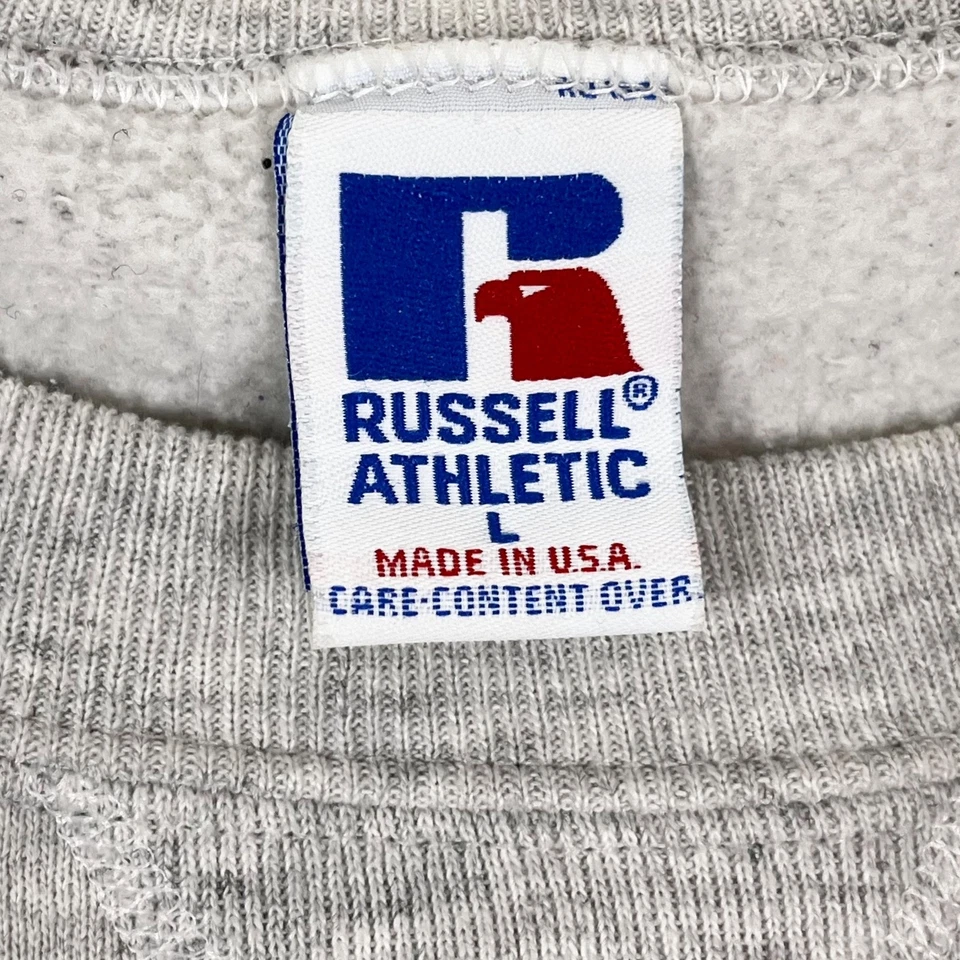 RUSSELL®
ATHLETIC
L
MADE IN U.S.A.
CARE-CONTENT OVER